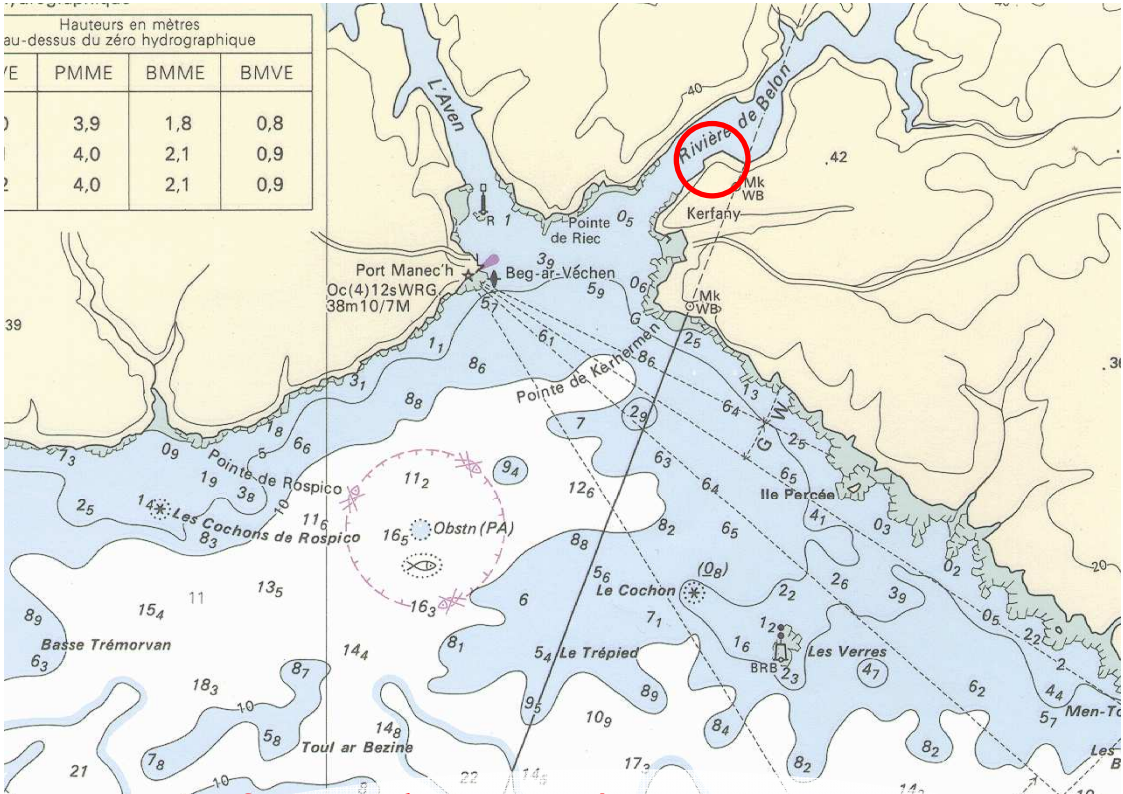 Hauteurs en mètres
au-dessus du zéro hydrographique
VE PMME BMME BMVE
3,9 1,8 0,8
4,0 2,1 0,9
2 4,0 2,1 0,9
40
L'Aven
Rivière de Belon
.42
Mk
WB
Kerfany
R 1
Pointe
de Riec
0₅
3₉
Port Manec'h
Oc(4)12sWRG
38m10/7M
Beg-ar-Véchen
5₇
5₉
0₆
Mk
WB
39
G
2₅
1₁ 6₁ 8₆
8₆
3₁
Pointe de Kerhermen
1₃
8₈
6₄
7 2₉
G W
2₅
1₈
6₆
5
7₃ 0₉
Pointe de Rospico
1₉ 3₈
10
11₂
9₄
6₃
6₅
12₆
6₄
Ile Percée
2₅ 1₄
Les Cochons de Rospico
8₃
11₆
16₅
Obstn (PA)
8₂
6₅
4₁
0₃
8₈
5₆
(0₈)
Le Cochon
2₆
0₂
20
13₅
11
15₄
16₃
6
2₂
3₉
0₅
8₉
7₁
1₂
2₂
Basse Trémorvan
6₃
14₄
8₁
5₄
Le Trépied
1₆
BRB
Les Verres
2₃
4₇
2
18₃
8₇
8₉
6₂
4₄
9₅
5₇
Men-To
10
5₈
14₈
10₉
8₄
Toul ar Bezine
8₂
Les
B
7₈
21
10
22
14₅
17₃
8₂
10